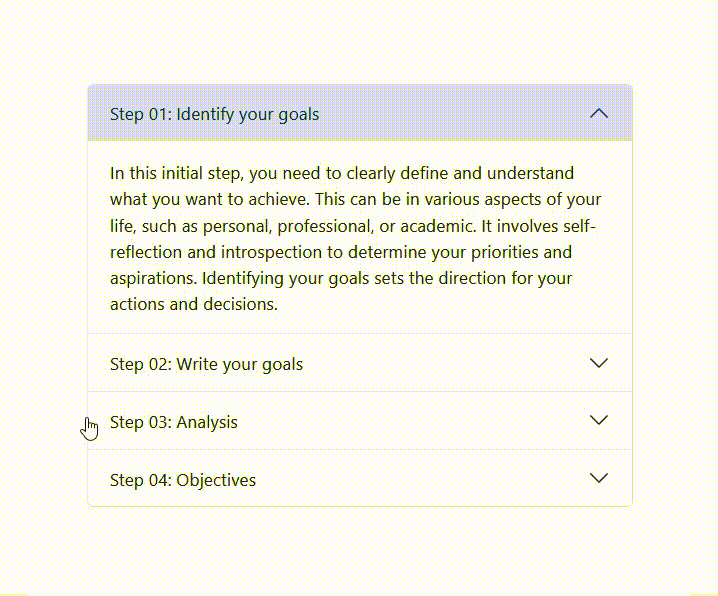 Step 01: Identify your goals
In this initial step, you need to clearly define and understand
what you want to achieve. This can be in various aspects of your
life, such as personal, professional, or academic. It involves self-
reflection and introspection to determine your priorities and
aspirations. Identifying your goals sets the direction for your
actions and decisions.
Step 02: Write your goals
Step 03: Analysis
Step 04: Objectives